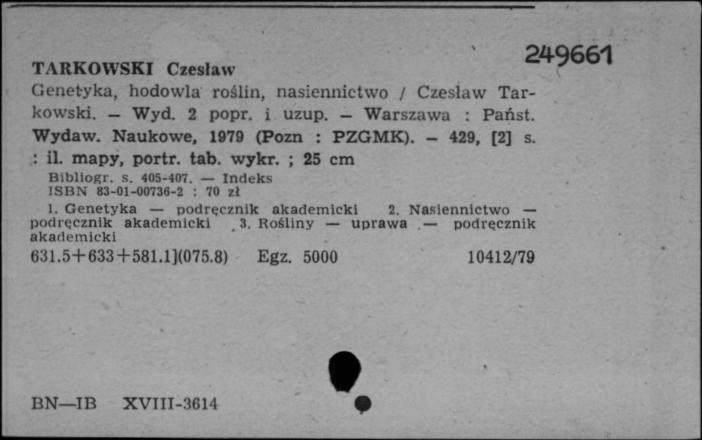 249661
TARKOWSKI Czesław
Genetyka, hodowla roślin, nasiennictwo / Czesław Tar-
kowski. — Wyd. 2 popr. i uzup. — Warszawa : Państ.
Wydaw. Naukowe, 1979 (Pozn : PZGMK). — 429, [2] s.
: il. mapy, portr. tab. wykr. ; 25 cm
Bibliogr. s. 405-407. — Indeks
ISBN 83-01-00736-2 : 70 zł
1. Genetyka — podręcznik akademicki 2. Nasiennictwo —
podręcznik akademicki 3. Rośliny — uprawa — podręcznik
akademicki
631.5+633+581.1](075.8) Egz. 5000 10412/79
BN—IB XVIII-3614